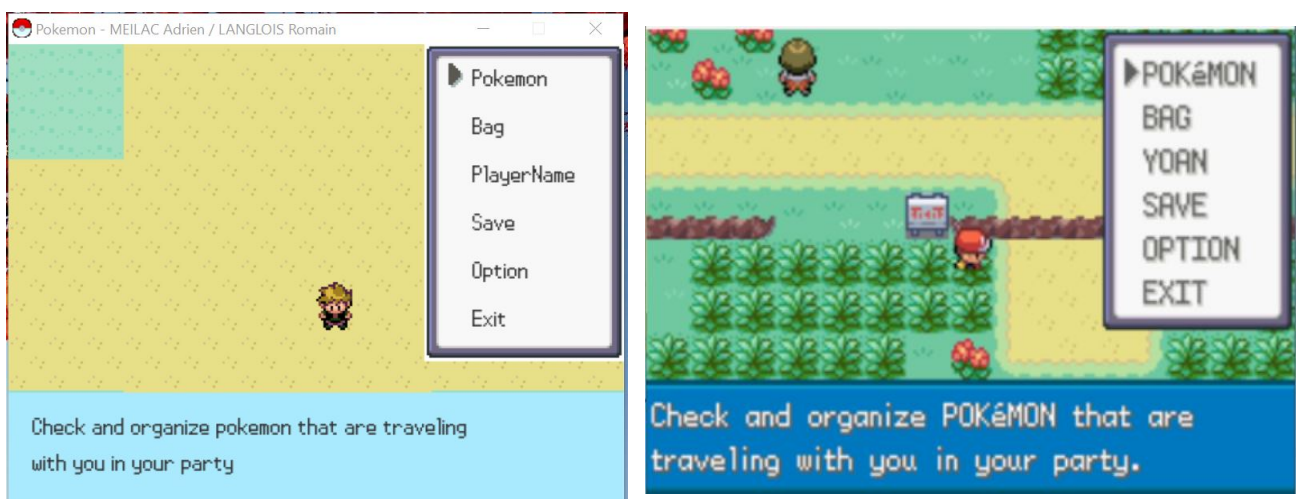 Pokemon - MEILAC Adrien / LANGLOIS Romain
Pokemon
Bag
PlayerName
Save
Option
Exit
Check and organize pokemon that are traveling
with you in your party
POKéMON
BAG
YOAN
SAVE
OPTION
EXIT
Check and organize POKéMON that are
traveling with you in your party.